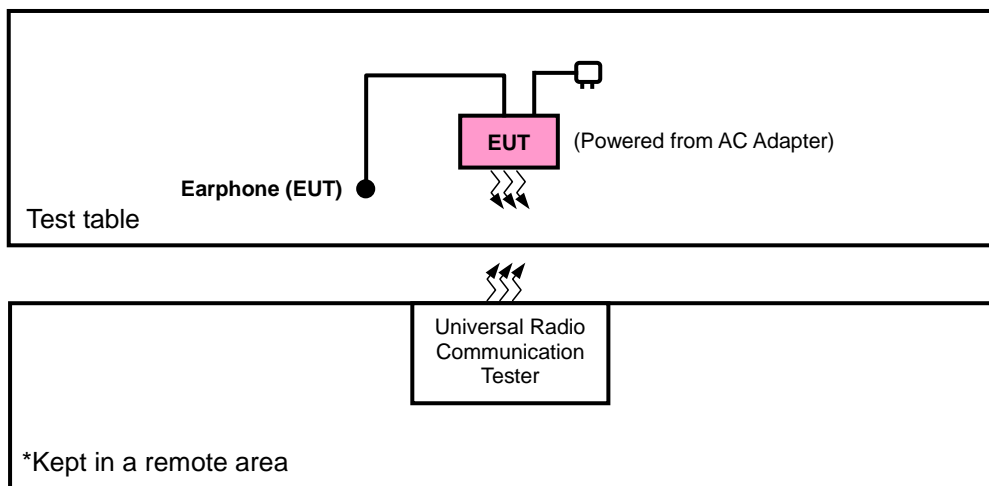 EUT
(Powered from AC Adapter)
Earphone (EUT)
Test table
Universal Radio
Communication
Tester
*Kept in a remote area